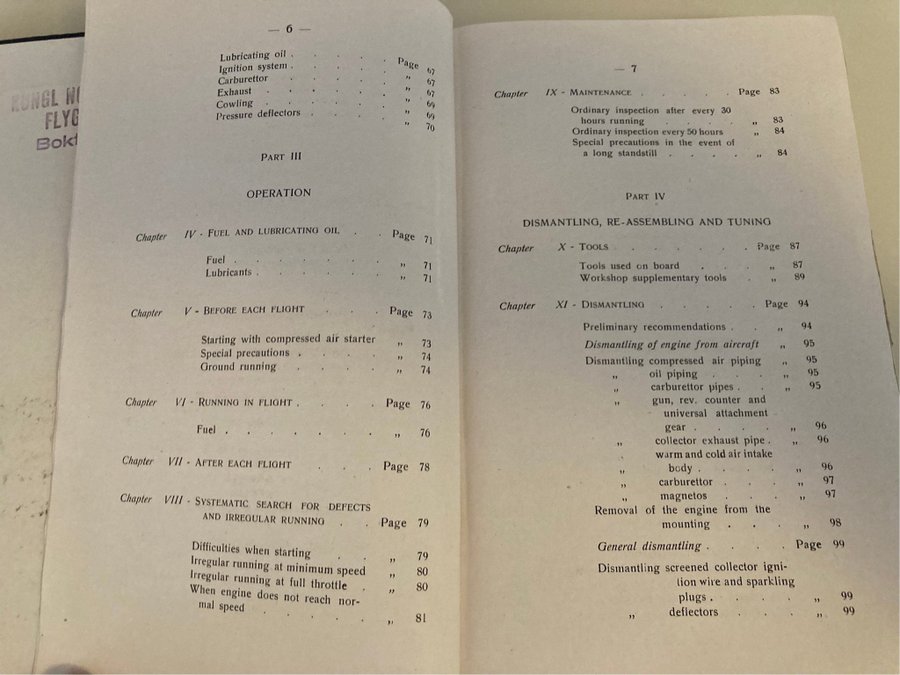 KUNGL
FLYG
Bokf
— 6 —
Lubricating oil . . . . . Page 67
Ignition system . . . . . „ 67
Carburettor . . . . . „ 67
Exhaust . . . . . „ 69
Cowling . . . . . „ 69
Pressure deflectors . . . . „ 70
PART III
OPERATION
Chapter IV - FUEL AND LUBRICATING OIL . . Page 71
Fuel . . . . . . . „ 71
Lubricants . . . . . . „ 71
Chapter V - BEFORE EACH FLIGHT . . . Page 73
Starting with compressed air starter „ 73
Special precautions . . . . „ 74
Ground running . . . . „ 74
Chapter VI - RUNNING IN FLIGHT . . . . Page 76
Fuel . . . . . . . „ 76
Chapter VII - AFTER EACH FLIGHT . . . Page 78
Chapter VIII - SYSTEMATIC SEARCH FOR DEFECTS
AND IRREGULAR RUNNING . . Page 79
Difficulties when starting . . „ 79
Irregular running at minimum speed „ 80
Irregular running at full throttle . „ 80
When engine does not reach nor-
mal speed . . . . . „ 81
— 7
Chapter IX - MAINTENANCE . . . . . Page 83
Ordinary inspection after every 30
hours running . . . . „ 83
Ordinary inspection every 50 hours „ 84
Special precautions in the event of
a long standstill . . . . „ 84
PART IV
DISMANTLING, RE-ASSEMBLING AND TUNING
Chapter X - TOOLS . . . . . . Page 87
Tools used on board . . . „ 87
Workshop supplementary tools . „ 89
Chapter XI - DISMANTLING . . . . . Page 94
Preliminary recommendations . . „ 94
Dismantling of engine from aircraft „ 95
Dismantling compressed air piping „ 95
„ oil piping . . . „ 95
„ carburettor pipes . . „ 95
„ gun, rev. counter and
universal attachment
gear . . . . „ 96
„ collector exhaust pipe . „ 96
warm and cold air intake
„ body . . . . „ 96
„ carburettor . . . „ 97
„ magnetos . . . „ 97
Removal of the engine from the
mounting . . . „ 98
General dismantling . . . . Page 99
Dismantling screened collector igni-
tion wire and sparkling
plugs . . . . „ 99
„ deflectors . . . „ 99